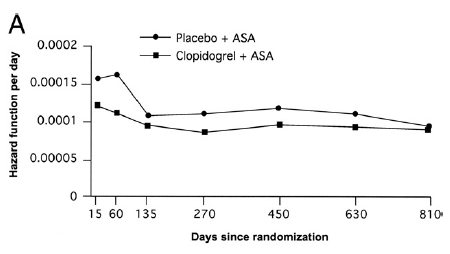 A
Placebo + ASA
Clopidogrel + ASA
Hazard function per day
0.0002
0.00015
0.0001
0.00005
0
15 60 135 270 450 630 810
Days since randomization